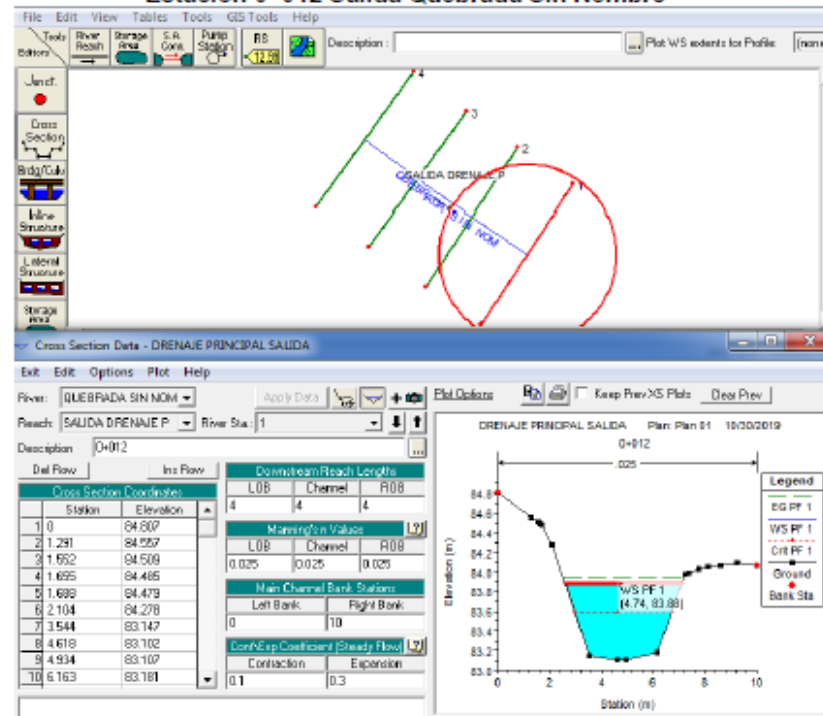 Estación 0+012 Salida Quebrada Sin Nombre
File Edit View Tables Tools GIS Tools Help
Tools
Editors
River Reach
Storage Area
S.A. Conn.
Pump Station
RS
Description :
... Plot WS extents for Profile:
Junct.
Cross Section
Brdg/Culv
Inline Structure
Lateral Structure
Storage Area
4
3
2
1
SALIDA DRENAJE P
Cross Section Data - DRENAJE PRINCIPAL SALIDA
Exit Edit Options Plot Help
River: QUEBRADA SIN NOM
Apply Data
Plot Options
Keep Prev XS Plots
Clear Prev
Reach: SALIDA DRENAJE P
River Sta.: 1
Description 0+012
...
Del Row
Ins Row
Cross Section Coordinates
Station Elevation
1 0 84.807
2 1.291 84.557
3 1.552 84.509
4 1.655 84.485
5 1.688 84.479
6 2.104 84.278
7 3.544 83.147
8 4.618 83.102
9 4.934 83.107
10 6.163 83.181
Downstream Reach Lengths
LOB Channel ROB
4 4 4
Manning's n Values
LOB Channel ROB
0.025 0.025 0.025
Main Channel Bank Stations
Left Bank Right Bank
0 10
Cont\Exp Coefficient (Steady Flow)
Contraction Expansion
0.1 0.3
DRENAJE PRINCIPAL SALIDA Plan: Plan 01 10/30/2019
0+012
.025
84.8
84.6
84.4
84.2
84.0
83.8
83.6
83.4
83.2
83.0
Elevation (m)
WS PF 1
(4.74, 83.88)
0 2 4 6 8 10
Station (m)
Legend
EG PF 1
WS PF 1
Crit PF 1
Ground
Bank Sta